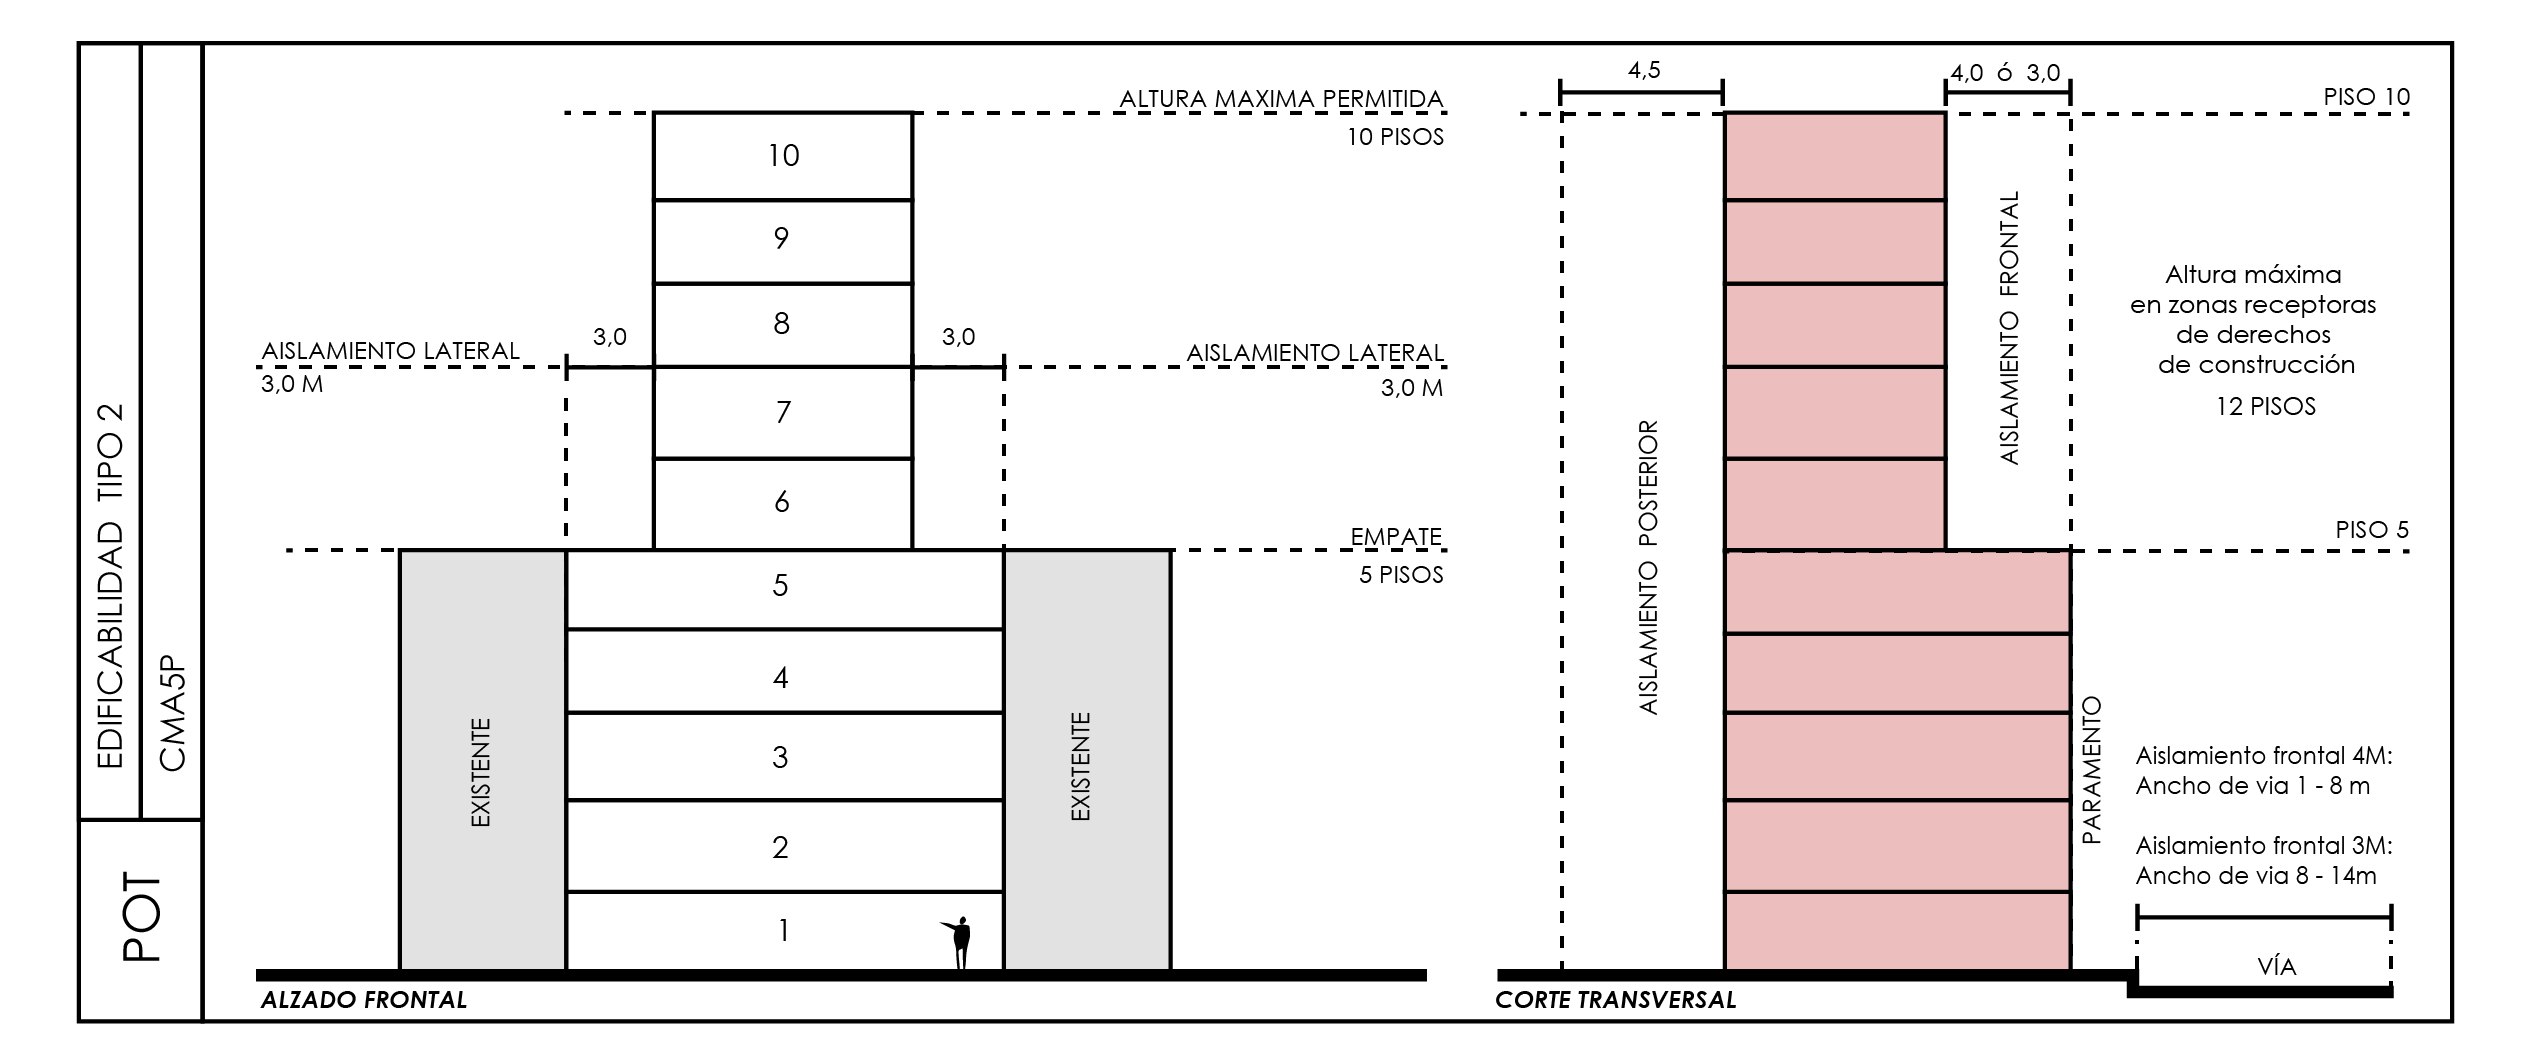 EDIFICABILIDAD TIPO 2
CMA5P
POT
ALTURA MAXIMA PERMITIDA
10 PISOS
10
9
8
7
6
5
4
3
2
1
3,0
3,0
AISLAMIENTO LATERAL
3,0 M
AISLAMIENTO LATERAL
3,0 M
EMPATE
5 PISOS
EXISTENTE
EXISTENTE
ALZADO FRONTAL
4,5
4,0 ó 3,0
PISO 10
AISLAMIENTO POSTERIOR
AISLAMIENTO FRONTAL
Altura máxima
en zonas receptoras
de derechos
de construcción
12 PISOS
PISO 5
PARAMENTO
Aislamiento frontal 4M:
Ancho de via 1 - 8 m
Aislamiento frontal 3M:
Ancho de via 8 - 14m
VÍA
CORTE TRANSVERSAL